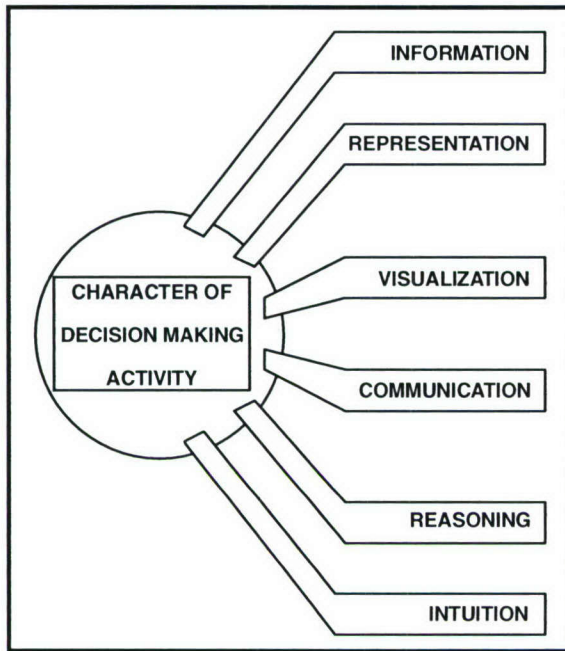 INFORMATION
REPRESENTATION
VISUALIZATION
CHARACTER OF
DECISION MAKING
ACTIVITY
COMMUNICATION
REASONING
INTUITION